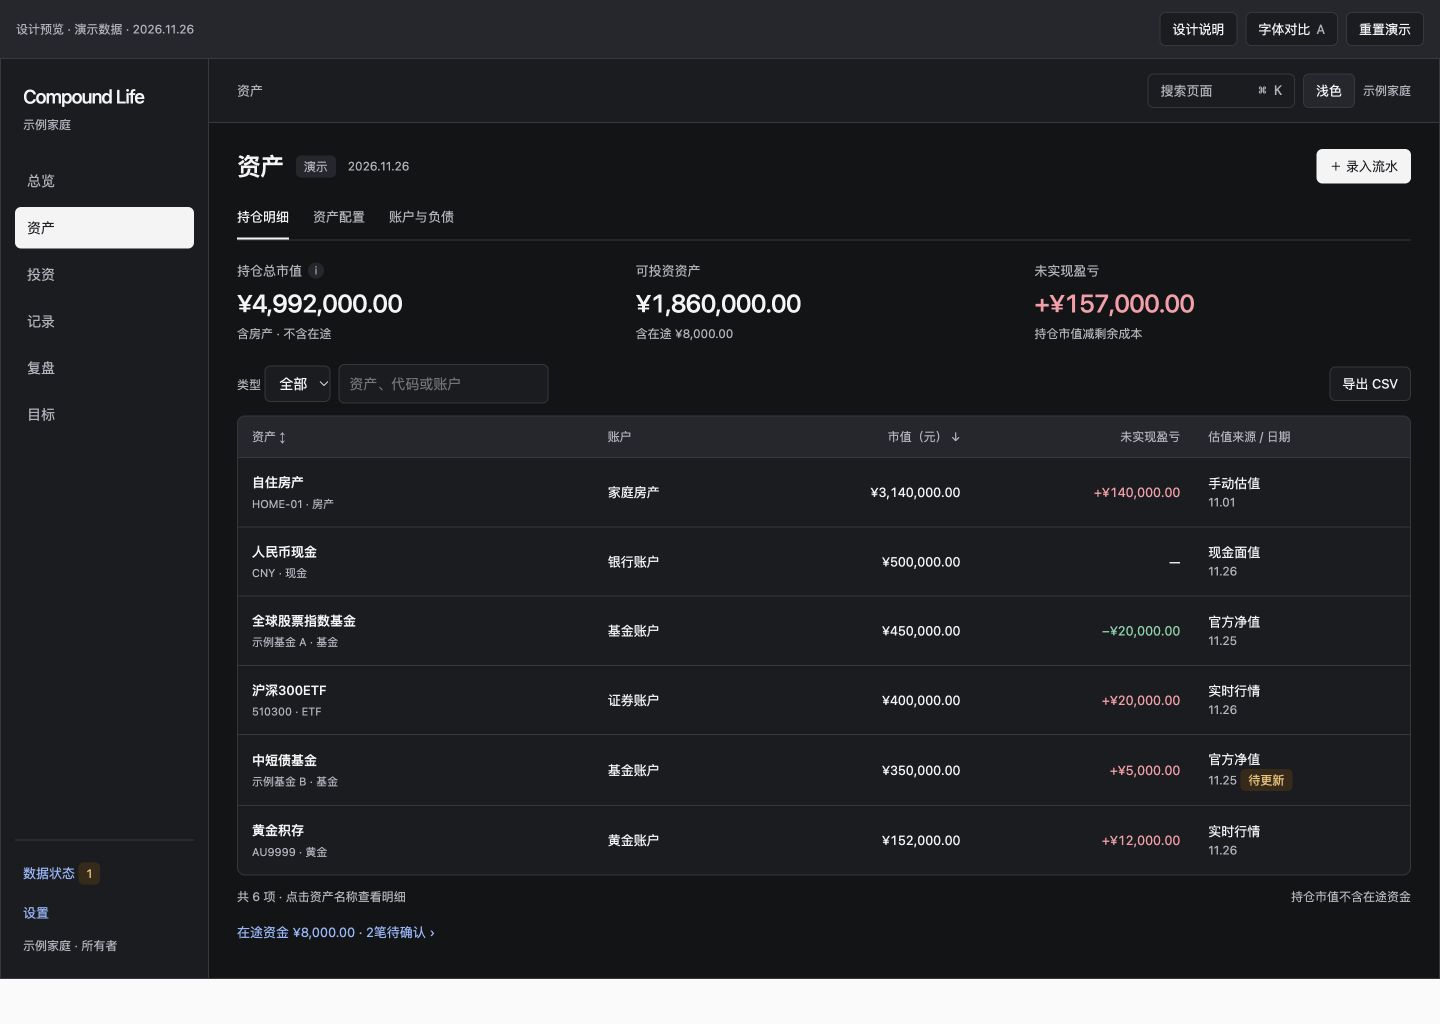 设计预览 · 演示数据 · 2026.11.26
设计说明
字体对比 A
重置演示
Compound Life
示例家庭
总览
资产
投资
记录
复盘
目标
数据状态 1
设置
示例家庭 · 所有者
资产
搜索页面 ⌘ K
浅色
示例家庭
资产 演示 2026.11.26
+ 录入流水
持仓明细 资产配置 账户与负债
持仓总市值 i
¥4,992,000.00
含房产 · 不含在途
可投资资产
¥1,860,000.00
含在途 ¥8,000.00
未实现盈亏
+¥157,000.00
持仓市值减剩余成本
类型 全部 资产、代码或账户
导出 CSV
资产 ↕ 账户 市值（元） ↓ 未实现盈亏 估值来源 / 日期
自住房产
HOME-01 · 房产
家庭房产
¥3,140,000.00
+¥140,000.00
手动估值
11.01
人民币现金
CNY · 现金
银行账户
¥500,000.00
—
现金面值
11.26
全球股票指数基金
示例基金 A · 基金
基金账户
¥450,000.00
−¥20,000.00
官方净值
11.25
沪深300ETF
510300 · ETF
证券账户
¥400,000.00
+¥20,000.00
实时行情
11.26
中短债基金
示例基金 B · 基金
基金账户
¥350,000.00
+¥5,000.00
官方净值
11.25 待更新
黄金积存
AU9999 · 黄金
黄金账户
¥152,000.00
+¥12,000.00
实时行情
11.26
共 6 项 · 点击资产名称查看明细
持仓市值不含在途资金
在途资金 ¥8,000.00 · 2笔待确认 ›